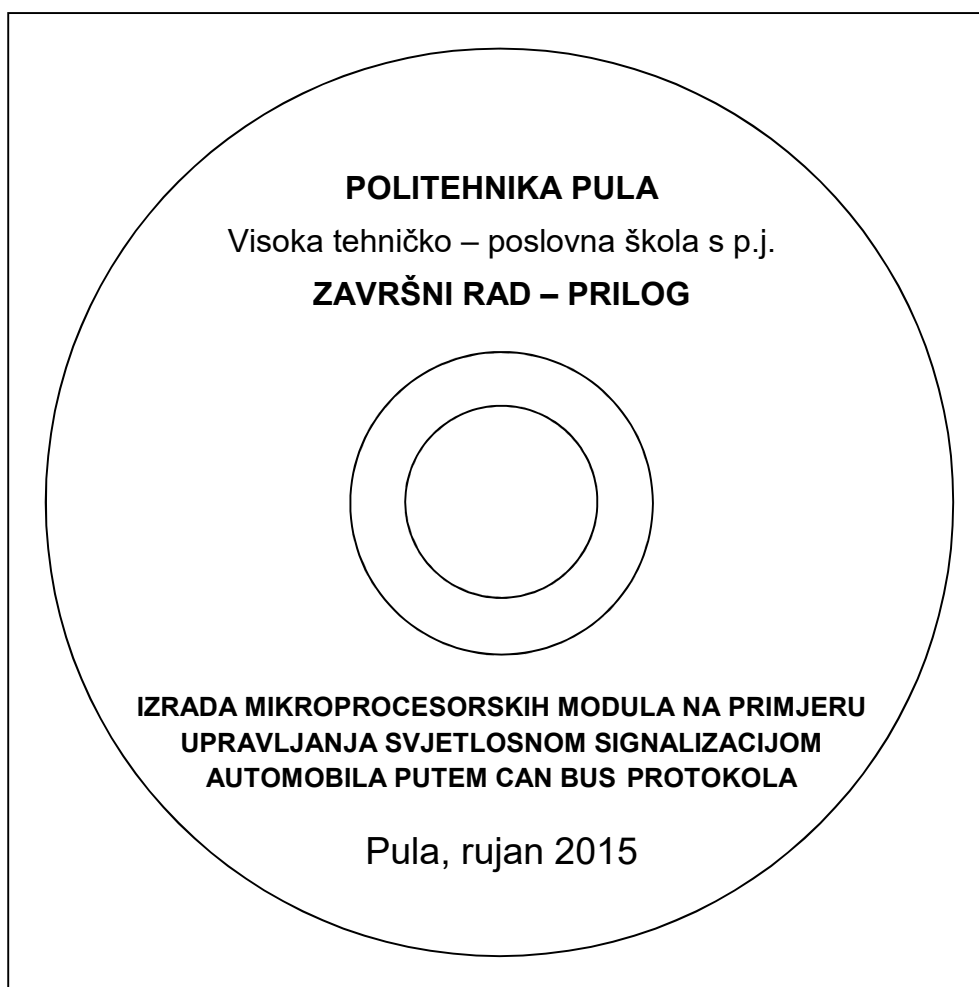 POLITEHNIKA PULA
Visoka tehničko – poslovna škola s p.j.
ZAVRŠNI RAD – PRILOG
IZRADA MIKROPROCESORSKIH MODULA NA PRIMJERU
UPRAVLJANJA SVJETLOSNOM SIGNALIZACIJOM
AUTOMOBILA PUTEM CAN BUS PROTOKOLA
Pula, rujan 2015